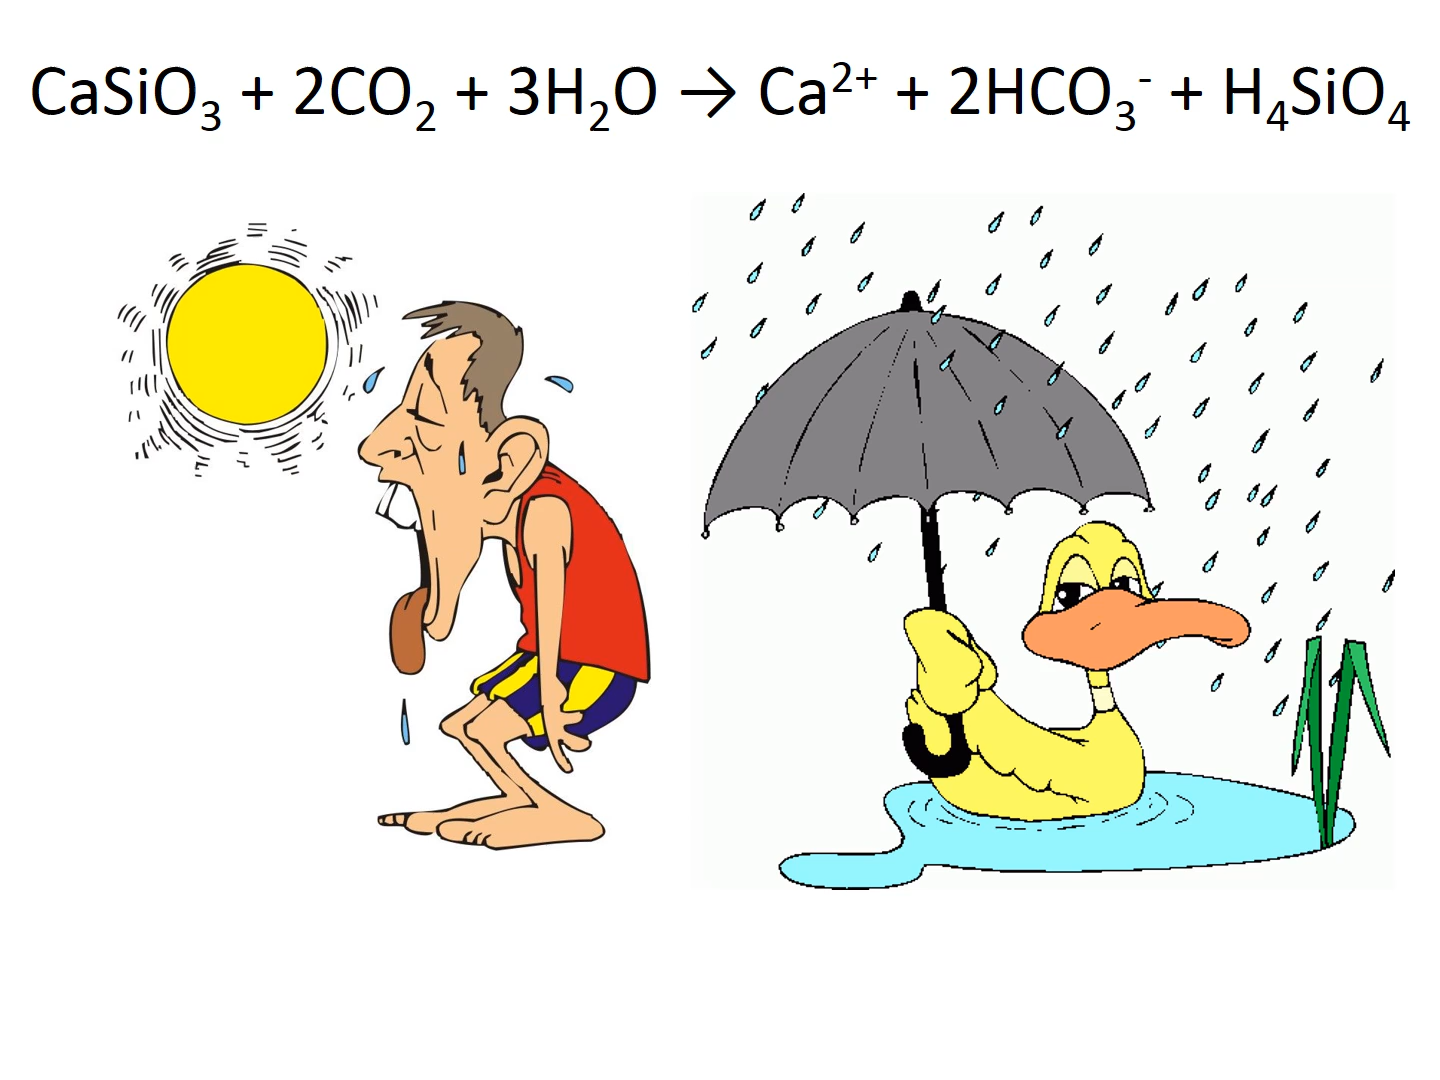 CaSiO₃ + 2CO₂ + 3H₂O → Ca²⁺ + 2HCO₃⁻ + H₄SiO₄